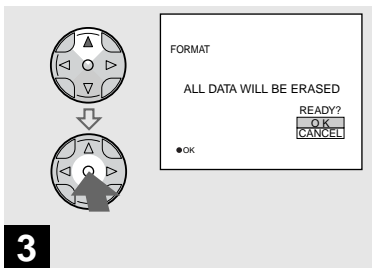 FORMAT
ALL DATA WILL BE ERASED
READY?
OK
CANCEL
●OK
3